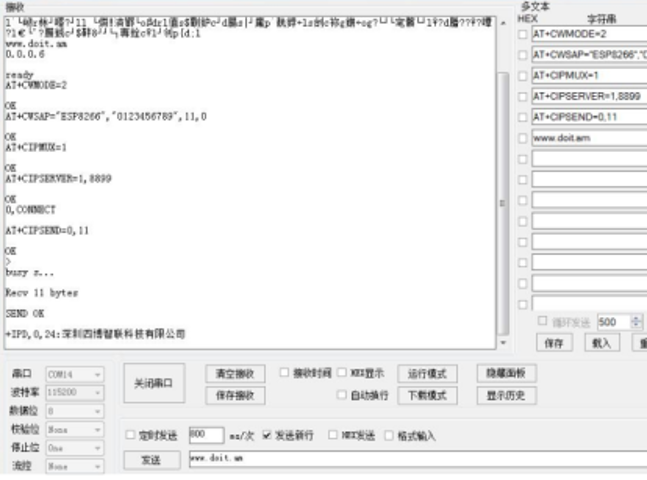 接收
www.doit.am
0.0.0.6
ready
AT+CWMODE=2
OK
AT+CWSAP="ESP8266","0123456789",11,0
OK
AT+CIPMUX=1
OK
AT+CIPSERVER=1,8899
OK
0,CONNECT
AT+CIPSEND=0,11
OK
>
busy s...
Recv 11 bytes
SEND OK
+IPD,0,24:深圳四博智联科技有限公司
多文本
HEX 字符串
AT+CWMODE=2
AT+CWSAP="ESP8266","0
AT+CIPMUX=1
AT+CIPSERVER=1,8899
AT+CIPSEND=0,11
www.doit.am
循环发送 500
保存 载入
串口 COM14
波特率 115200
数据位 8
校验位 None
停止位 One
流控 None
关闭串口
清空接收 接收时间 HEX显示 运行模式 隐藏面板
保存接收 自动换行 下载模式 显示历史
定时发送 800 ms/次 发送新行 HEX发送 格式输入
发送 www.doit.am